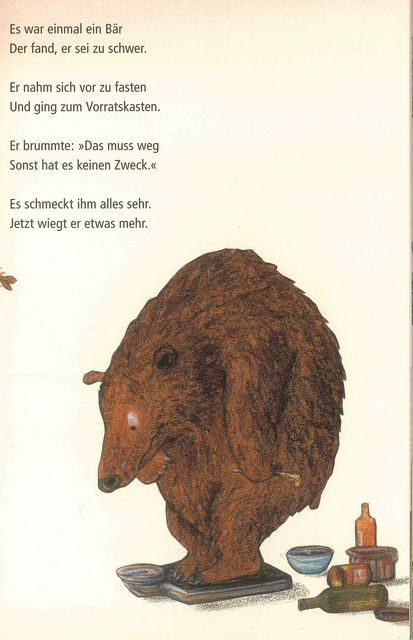 Es war einmal ein Bär
Der fand, er sei zu schwer.
Er nahm sich vor zu fasten
Und ging zum Vorratskasten.
Er brummte: »Das muss weg
Sonst hat es keinen Zweck.«
Es schmeckt ihm alles sehr.
Jetzt wiegt er etwas mehr.